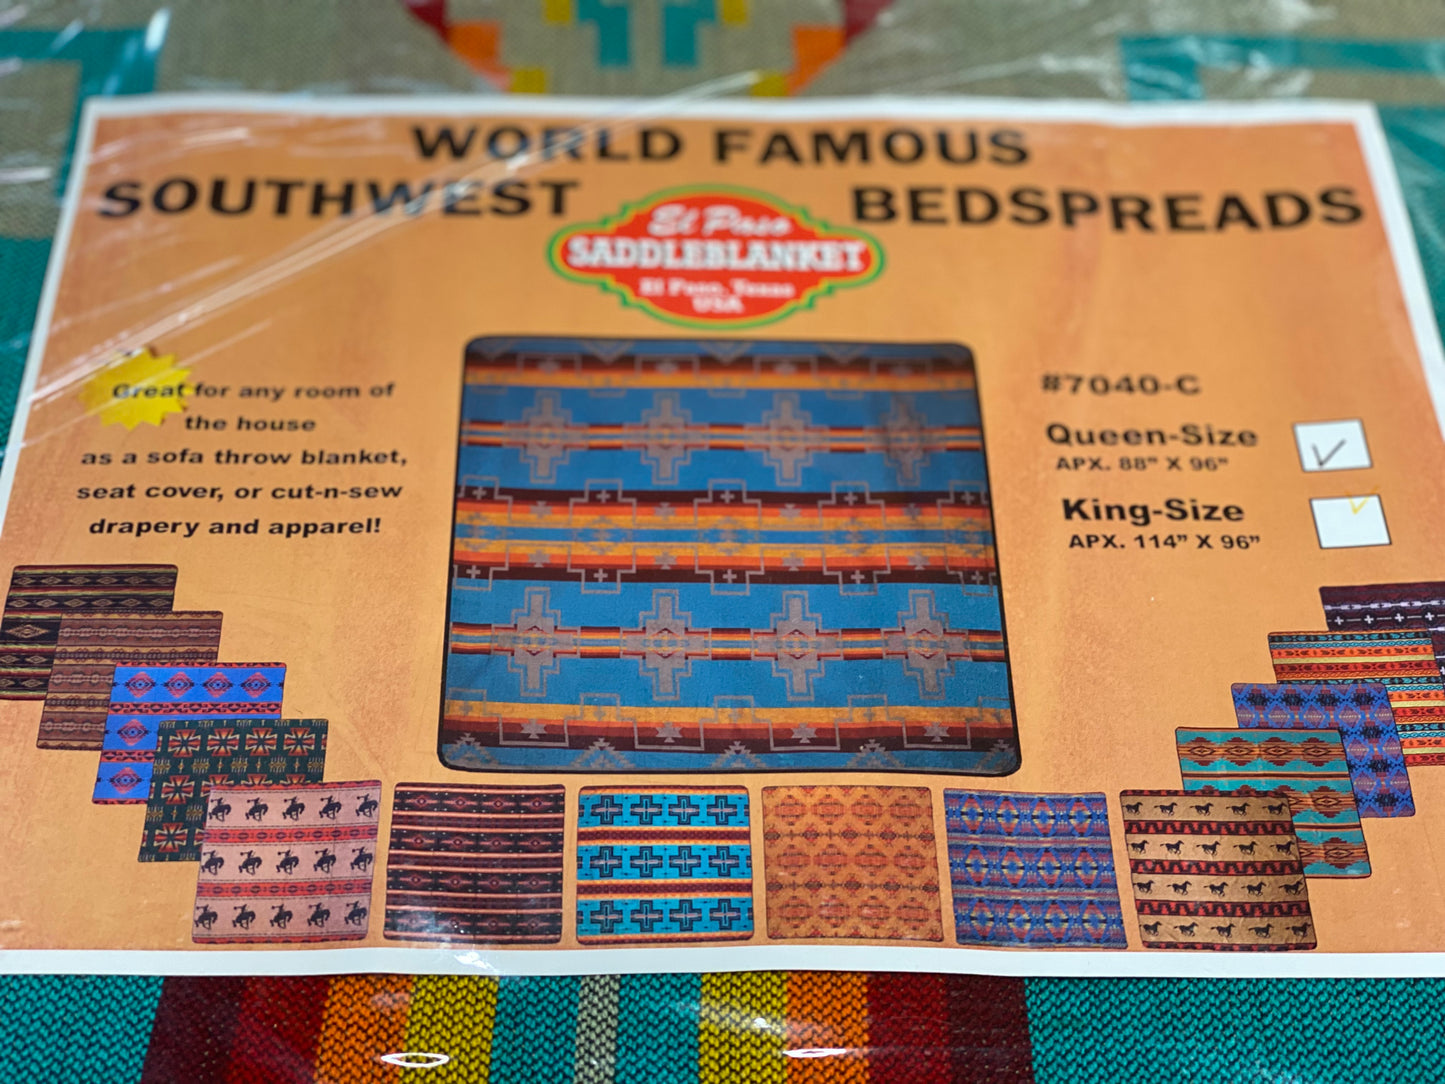 WORLD FAMOUS
SOUTHWEST BEDSPREADS
El Paso
SADDLEBLANKET
El Paso, Texas
USA
Great for any room of
the house
as a sofa throw blanket,
seat cover, or cut-n-sew
drapery and apparel!
#7040-C
Queen-Size
APX. 88” X 96”
King-Size
APX. 114” X 96”